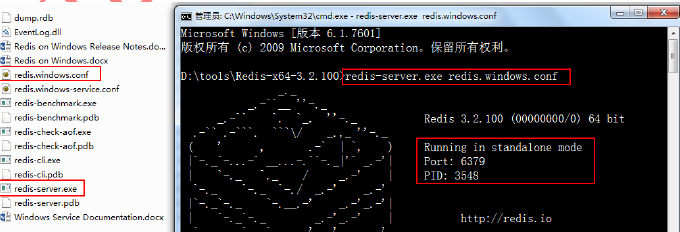 dump.rdb
EventLog.dll
Redis on Windows Release Notes.do...
Redis on Windows.docx
redis.windows.conf
redis.windows-service.conf
redis-benchmark.exe
redis-benchmark.pdb
redis-check-aof.exe
redis-check-aof.pdb
redis-cli.exe
redis-cli.pdb
redis-server.exe
redis-server.pdb
Windows Service Documentation.docx
管理员: C:\Windows\System32\cmd.exe - redis-server.exe redis.windows.conf
Microsoft Windows [版本 6.1.7601]
版权所有 (c) 2009 Microsoft Corporation。保留所有权利。
D:\tools\Redis-x64-3.2.100>redis-server.exe redis.windows.conf
Redis 3.2.100 (00000000/0) 64 bit
Running in standalone mode
Port: 6379
PID: 3548
http://redis.io